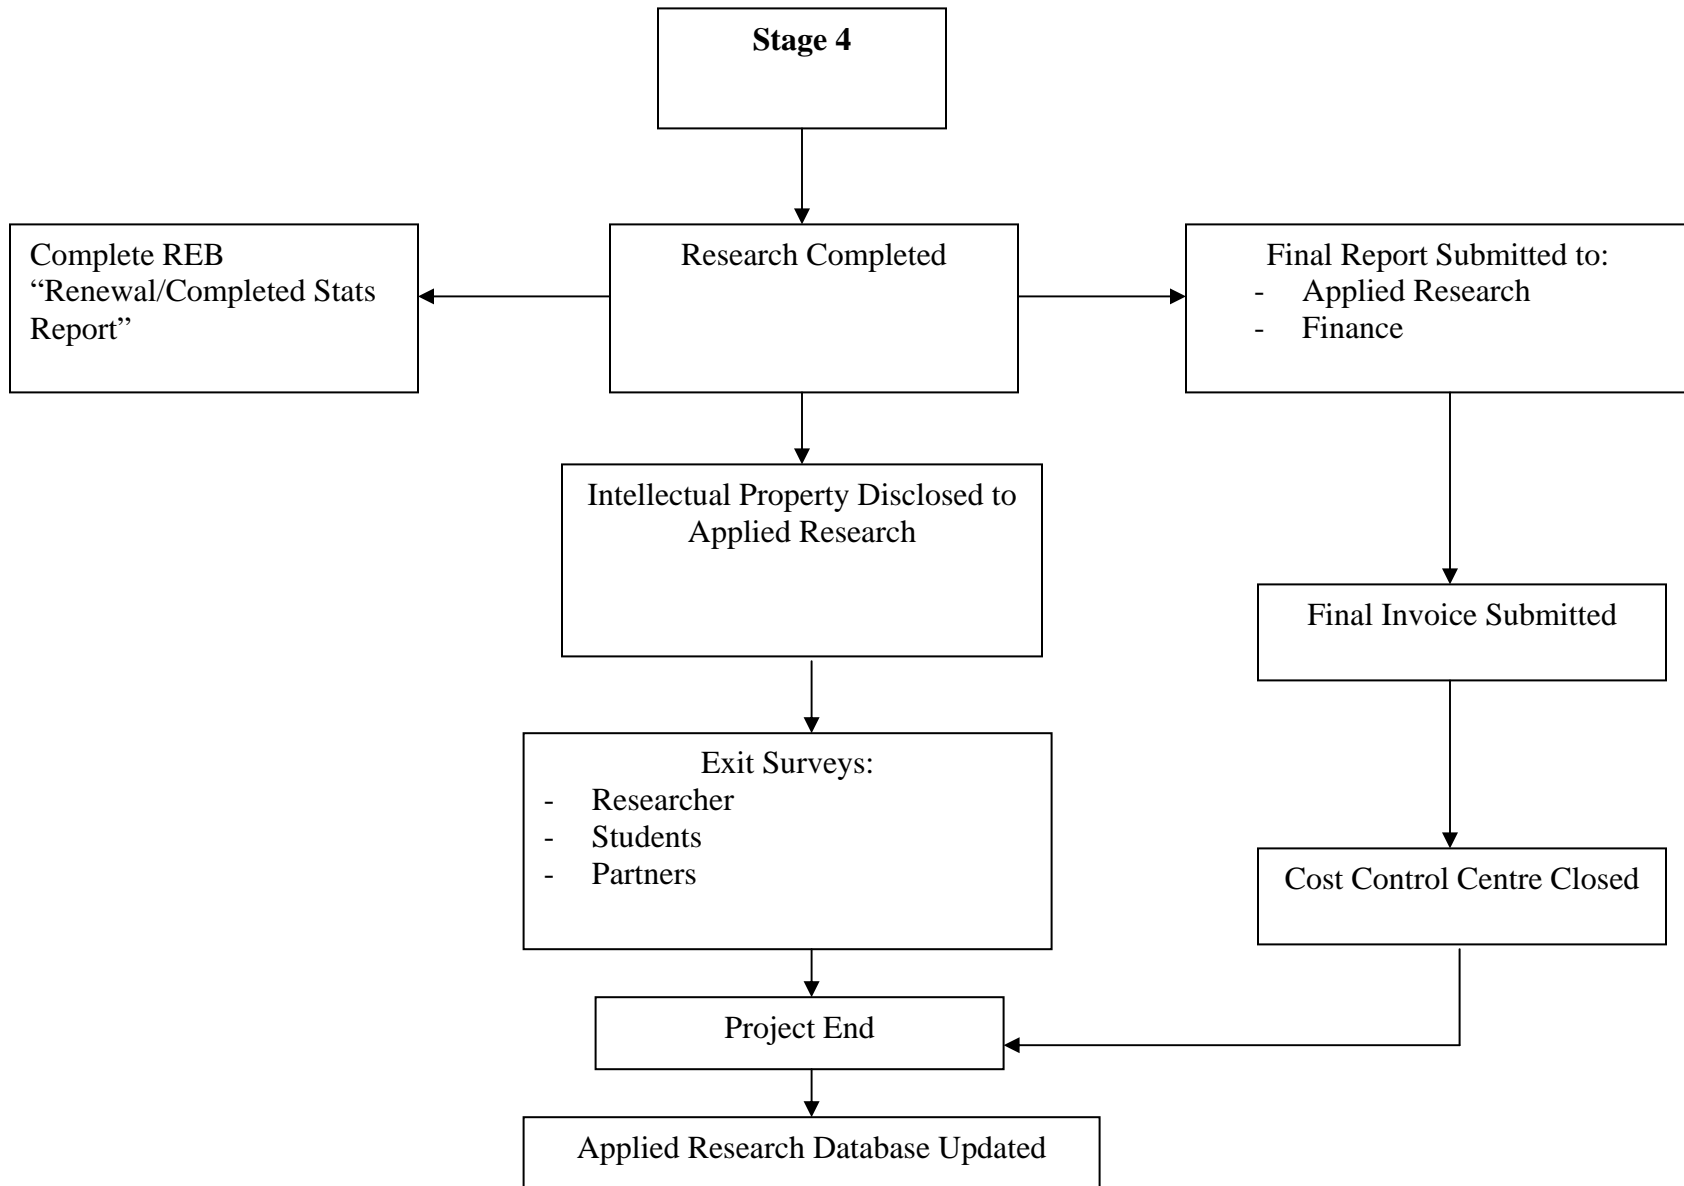 Stage 4
Complete REB
“Renewal/Completed Stats
Report”
Research Completed
Final Report Submitted to:
- Applied Research
- Finance
Intellectual Property Disclosed to
Applied Research
Final Invoice Submitted
Exit Surveys:
- Researcher
- Students
- Partners
Cost Control Centre Closed
Project End
Applied Research Database Updated